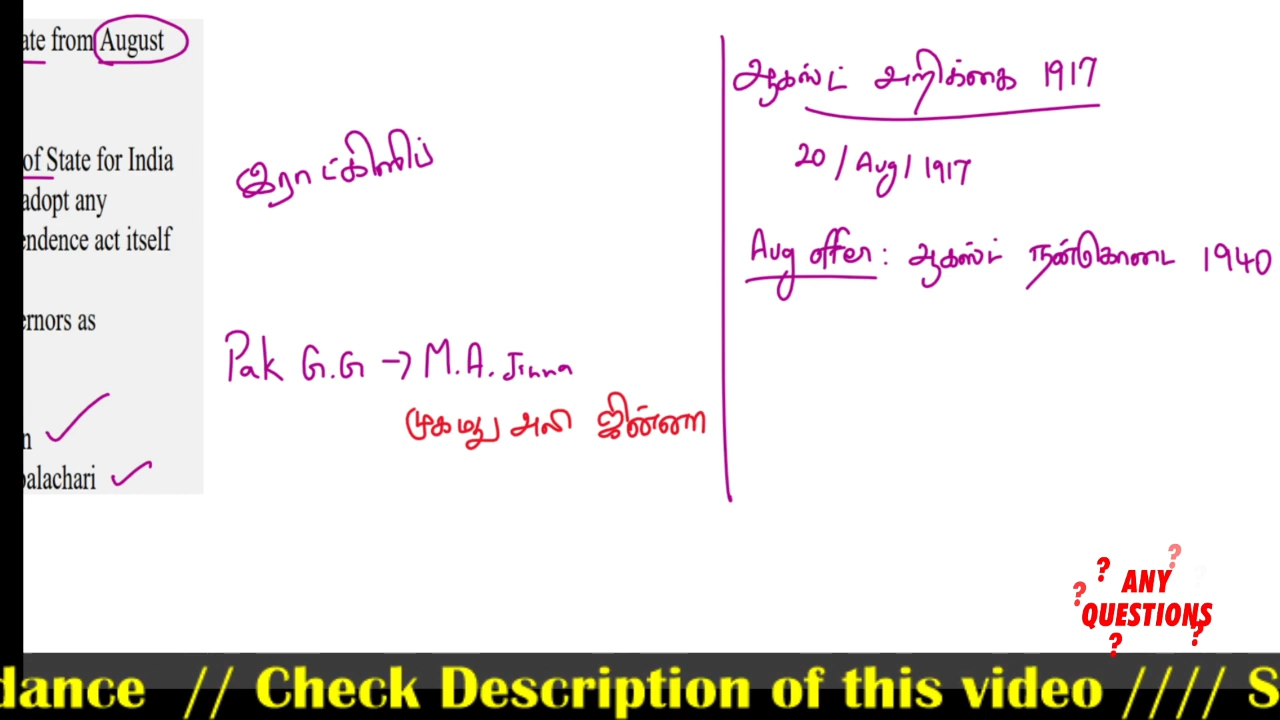 ate from August
of State for India
adopt any
endence act itself
ernors as
n
palachari
இராட்கிளிப்
Pak G.G → M.A. Jinna
முகமது அலி ஜின்னா
ஆகஸ்ட் அறிக்கை 1917
20 / Aug / 1917
Aug offer : ஆகஸ்ட் நன்கொடை 1940
? ANY ?
? QUESTIONS ?
?
dance // Check Description of this video //// S